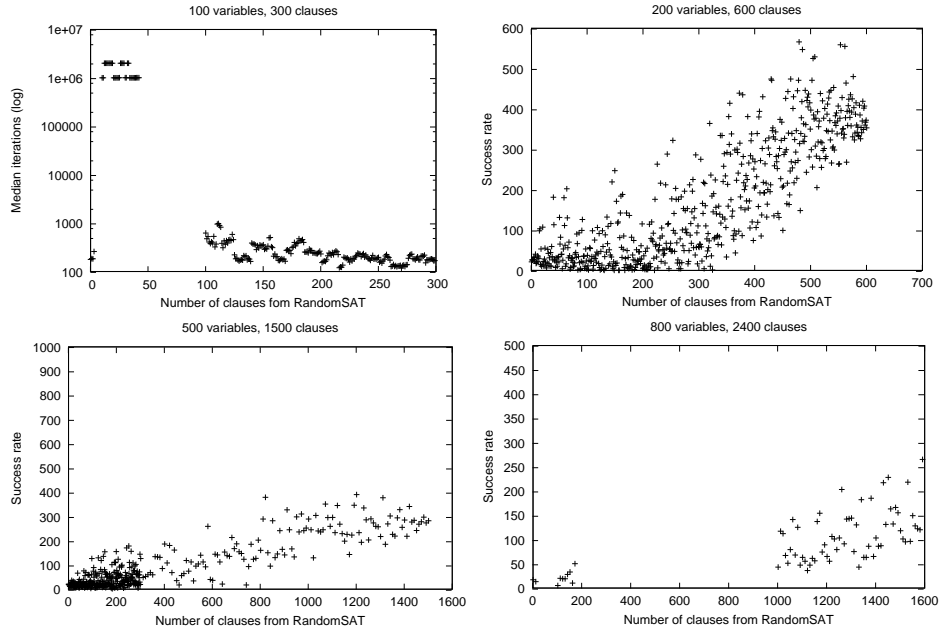 100 variables, 300 clauses
1e+07
1e+06
100000
10000
1000
100
Median iterations (log)
0 50 100 150 200 250 300
Number of clauses from RandomSAT
200 variables, 600 clauses
600
500
400
300
200
100
0
Success rate
0 100 200 300 400 500 600 700
Number of clauses from RandomSAT
500 variables, 1500 clauses
1000
900
800
700
600
500
400
300
200
100
0
Success rate
0 200 400 600 800 1000 1200 1400 1600
Number of clauses from RandomSAT
800 variables, 2400 clauses
500
450
400
350
300
250
200
150
100
50
0
Success rate
0 200 400 600 800 1000 1200 1400 1600
Number of clauses from RandomSAT